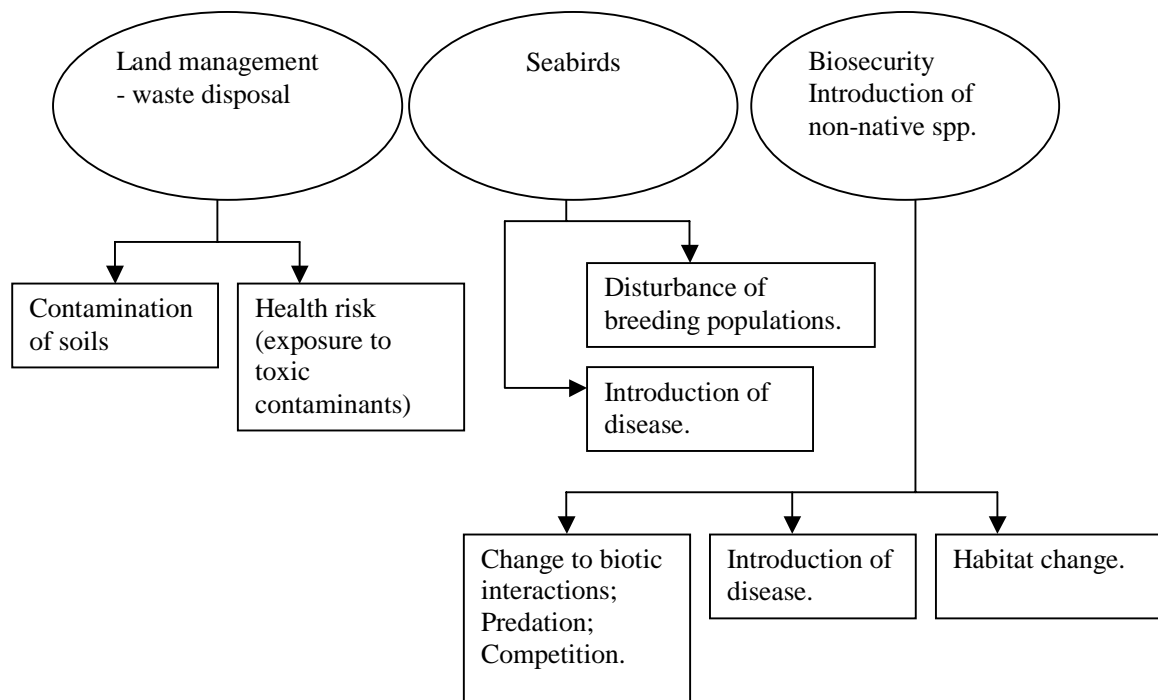 Land management
- waste disposal
Seabirds
Biosecurity
Introduction of
non-native spp.
Contamination
of soils
Health risk
(exposure to
toxic
contaminants)
Disturbance of
breeding populations.
Introduction of
disease.
Change to biotic
interactions;
Predation;
Competition.
Introduction of
disease.
Habitat change.